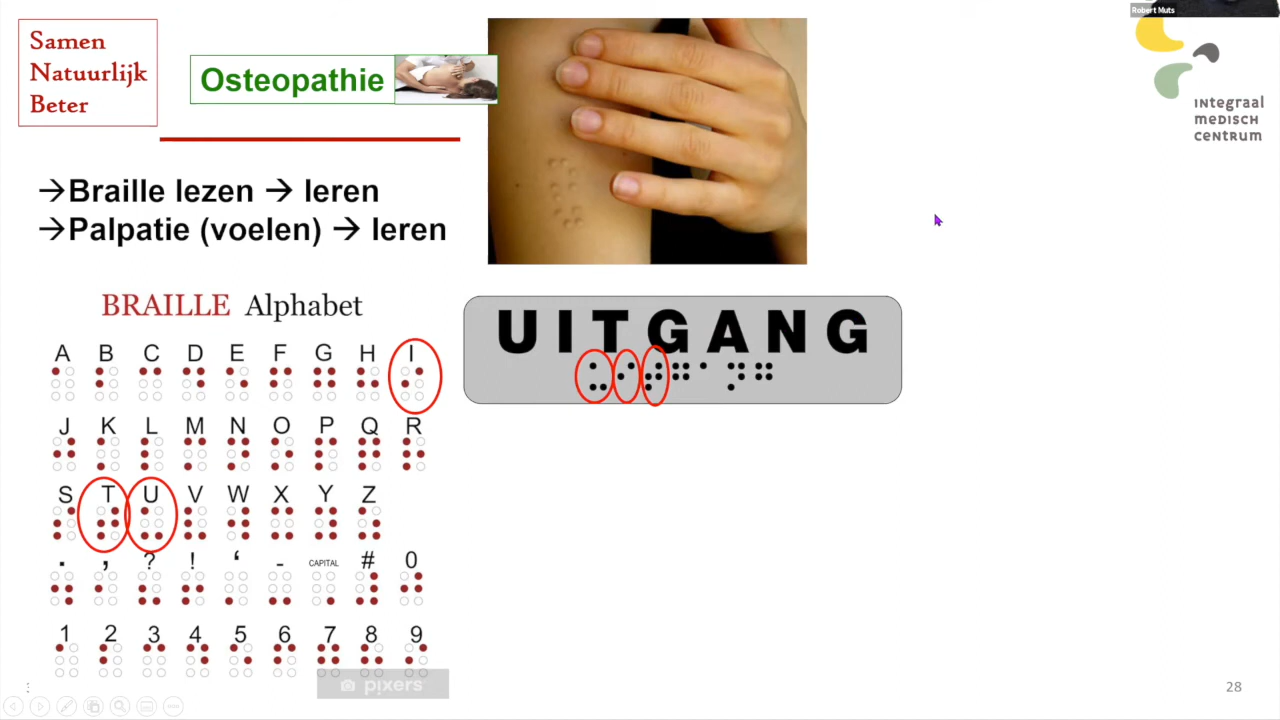 Robert Muts
Samen
Natuurlijk
Beter
Osteopathie
INTEGRAAL
MEDISCH
CENTRUM
→Braille lezen → leren
→Palpatie (voelen) → leren
BRAILLE Alphabet
UITGANG
A B C D E F G H I
J K L M N O P Q R
S T U V W X Y Z
. , ? ! ‘ - CAPITAL # 0
1 2 3 4 5 6 7 8 9
pixers
28